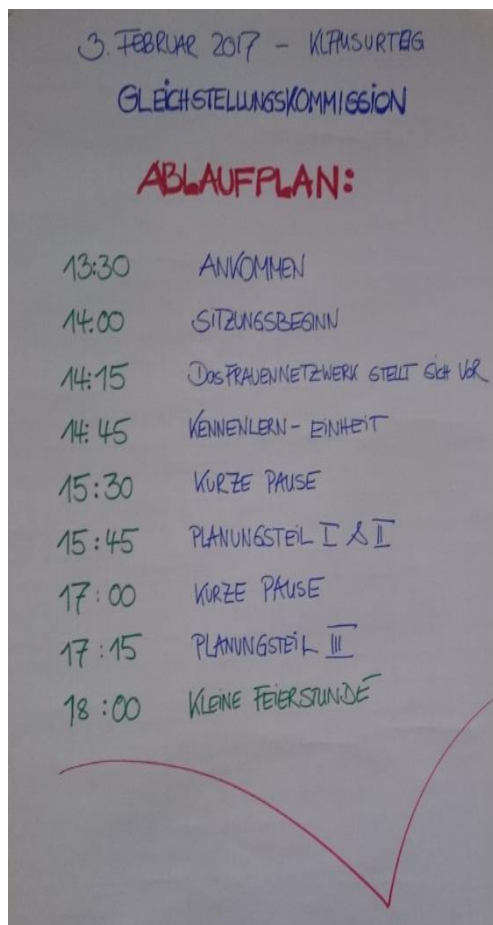 3. FEBRUAR 2017 - KLAUSURTAG
GLEICHSTELLUNGSKOMMISSION
ABLAUFPLAN:
13:30 ANKOMMEN
14:00 SITZUNGSBEGINN
14:15 DAS FRAUENNETZWERK STELLT SICH VOR
14:45 KENNENLERN-EINHEIT
15:30 KURZE PAUSE
15:45 PLANUNGSTEIL I & II
17:00 KURZE PAUSE
17:15 PLANUNGSTEIL III
18:00 KLEINE FEIERSTUNDE